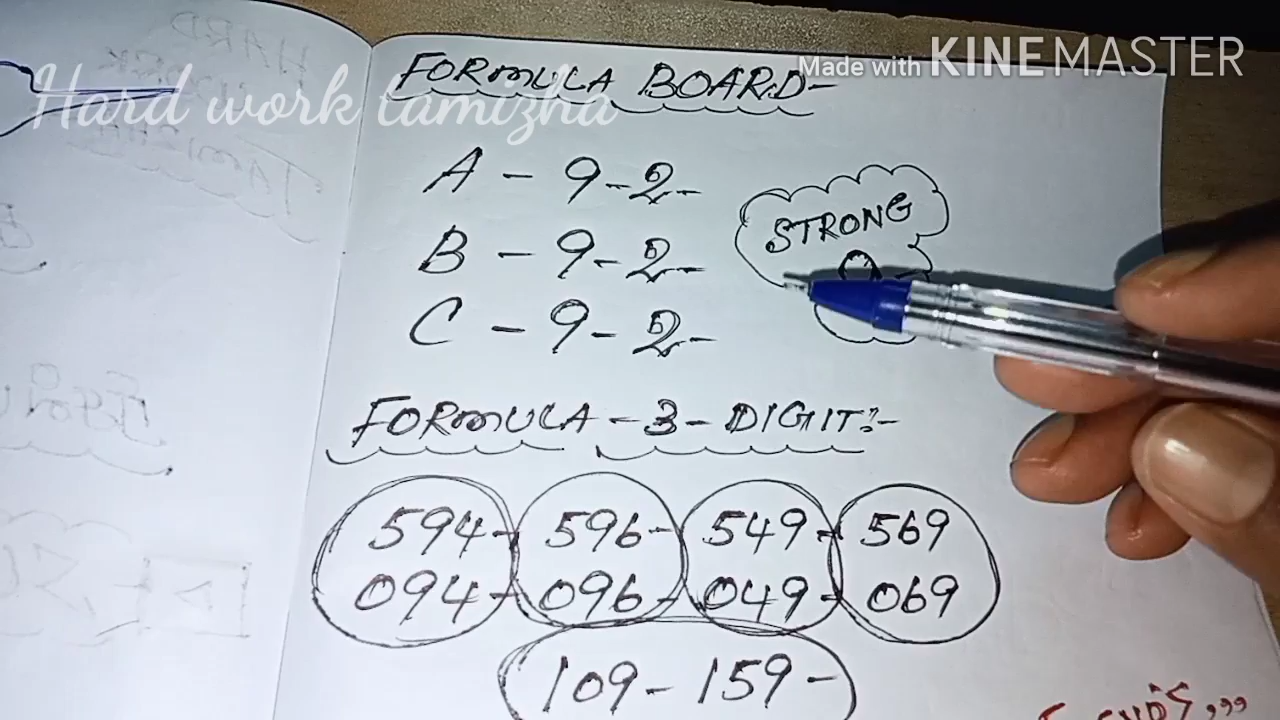 Made with KINEMASTER
Hard work tamizha
FORMULA BOARD-
A - 9-2-
B - 9-2-
C - 9-2-
STRONG
FORMULA - 3 - DIGIT:-
594- 596- 549- 569
094- 096- 049- 069
109- 159-